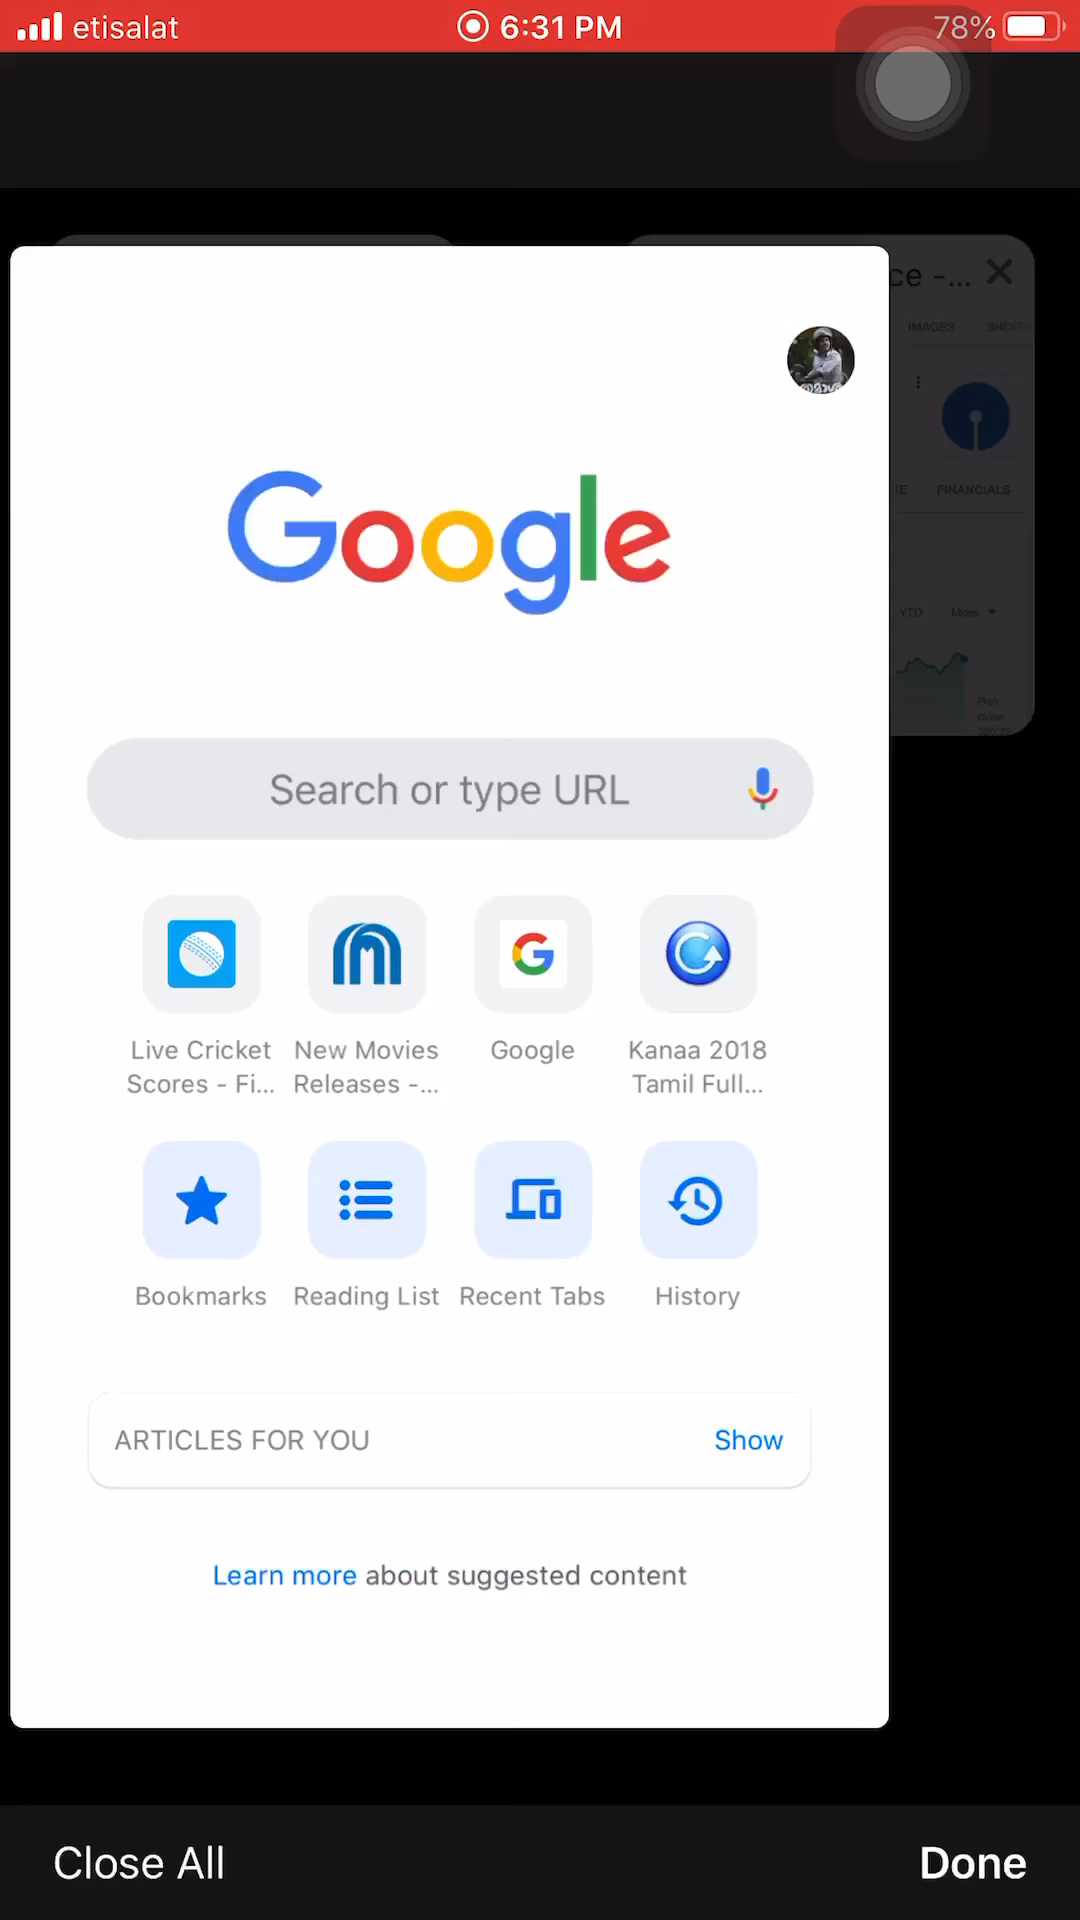 etisalat 6:31 PM 78%
ce -...
IMAGES
Google
FINANCIALS
YTD More
Prev
close
Search or type URL
Live Cricket
Scores - Fi...
New Movies
Releases -...
Google
Kanaa 2018
Tamil Full...
Bookmarks
Reading List
Recent Tabs
History
ARTICLES FOR YOU Show
Learn more about suggested content
Close All Done